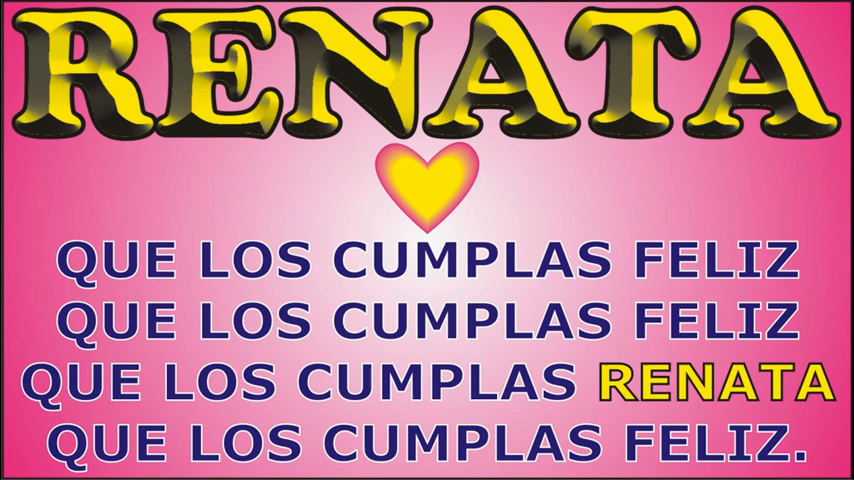 RENATA
QUE LOS CUMPLAS FELIZ
QUE LOS CUMPLAS FELIZ
QUE LOS CUMPLAS RENATA
QUE LOS CUMPLAS FELIZ.